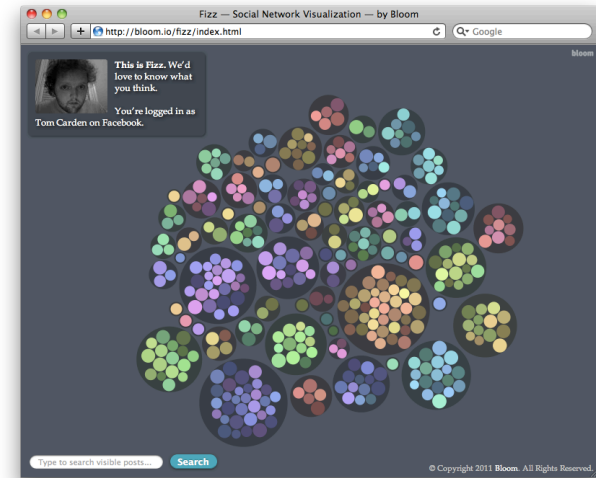 Fizz — Social Network Visualization — by Bloom
http://bloom.io/fizz/index.html
Google
bloom
This is Fizz. We'd
love to know what
you think.
You're logged in as
Tom Carden on Facebook.
Type to search visible posts...
Search
© Copyright 2011 Bloom. All Rights Reserved.